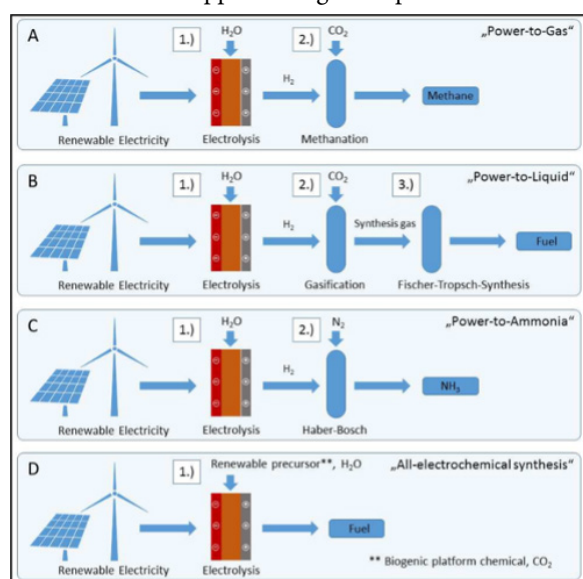 A
1.)
H₂O
2.)
CO₂
„Power-to-Gas“
H₂
Methane
Renewable Electricity
Electrolysis
Methanation
B
1.)
H₂O
2.)
CO₂
3.)
„Power-to-Liquid“
H₂
Synthesis gas
Fuel
Renewable Electricity
Electrolysis
Gasification
Fischer-Tropsch-Synthesis
C
1.)
H₂O
2.)
N₂
„Power-to-Ammonia“
H₂
NH₃
Renewable Electricity
Electrolysis
Haber-Bosch
D
1.)
Renewable precursor**, H₂O
„All-electrochemical synthesis“
Fuel
Renewable Electricity
Electrolysis
** Biogenic platform chemical, CO₂